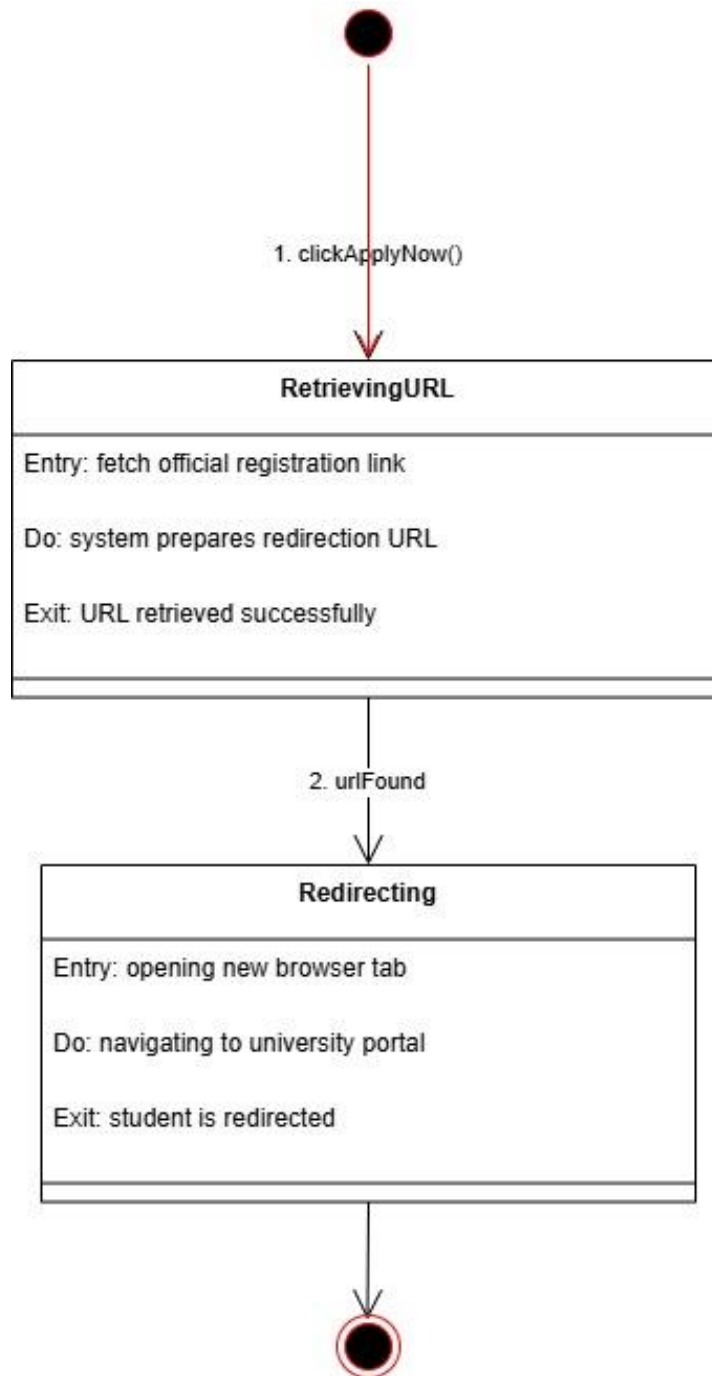 1. clickApplyNow()
RetrievingURL
Entry: fetch official registration link
Do: system prepares redirection URL
Exit: URL retrieved successfully
2. urlFound
Redirecting
Entry: opening new browser tab
Do: navigating to university portal
Exit: student is redirected